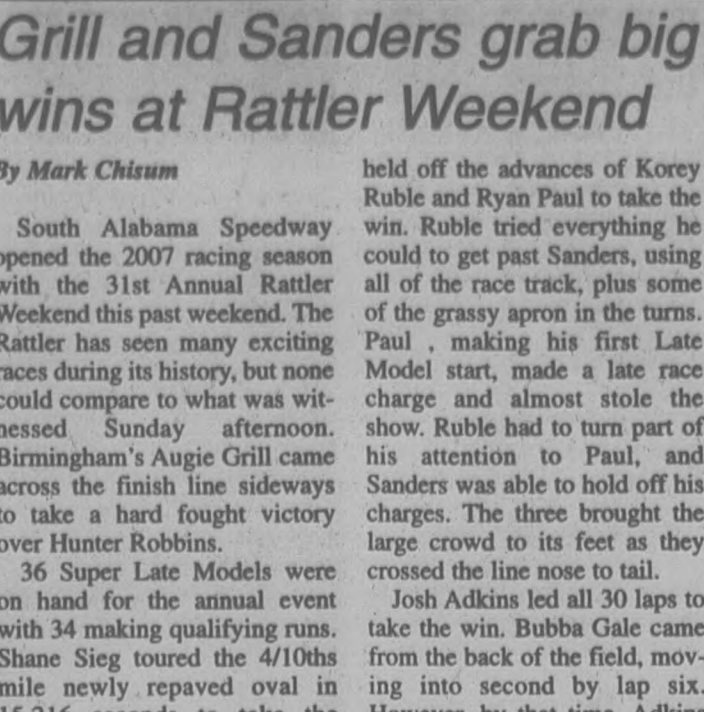 Grill and Sanders grab big
wins at Rattler Weekend
By Mark Chisum
South Alabama Speedway
opened the 2007 racing season
with the 31st Annual Rattler
Weekend this past weekend. The
Rattler has seen many exciting
races during its history, but none
could compare to what was wit-
nessed Sunday afternoon.
Birmingham's Augie Grill came
across the finish line sideways
to take a hard fought victory
over Hunter Robbins.
36 Super Late Models were
on hand for the annual event
with 34 making qualifying runs.
Shane Sieg toured the 4/10ths
mile newly repaved oval in
15.216 seconds to take the
held off the advances of Korey
Ruble and Ryan Paul to take the
win. Ruble tried everything he
could to get past Sanders, using
all of the race track, plus some
of the grassy apron in the turns.
Paul , making his first Late
Model start, made a late race
charge and almost stole the
show. Ruble had to turn part of
his attention to Paul, and
Sanders was able to hold off his
charges. The three brought the
large crowd to its feet as they
crossed the line nose to tail.
Josh Adkins led all 30 laps to
take the win. Bubba Gale came
from the back of the field, mov-
ing into second by lap six.
However, by that time, Adkins